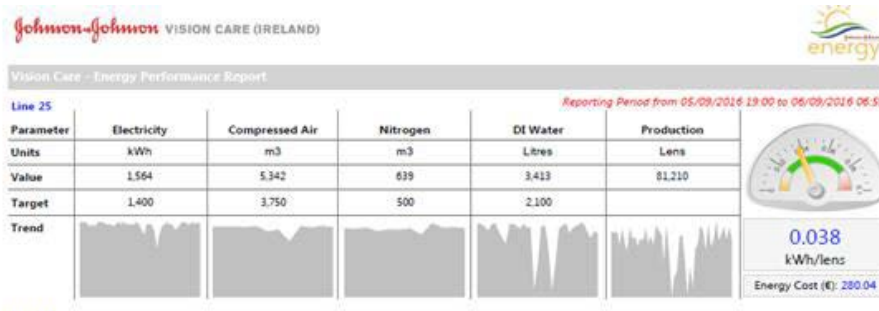 Johnson & Johnson VISION CARE (IRELAND)
energy
Vision Care - Energy Performance Report
Line 25
Reporting Period from 05/09/2016 19:00 to 06/09/2016 06:5
Parameter Electricity Compressed Air Nitrogen DI Water Production
Units kWh m3 m3 Litres Lens
Value 1,564 5,342 639 3,413 81,210
Target 1,400 3,750 500 2,100
Trend
0.038
kWh/lens
Energy Cost (€): 280.04